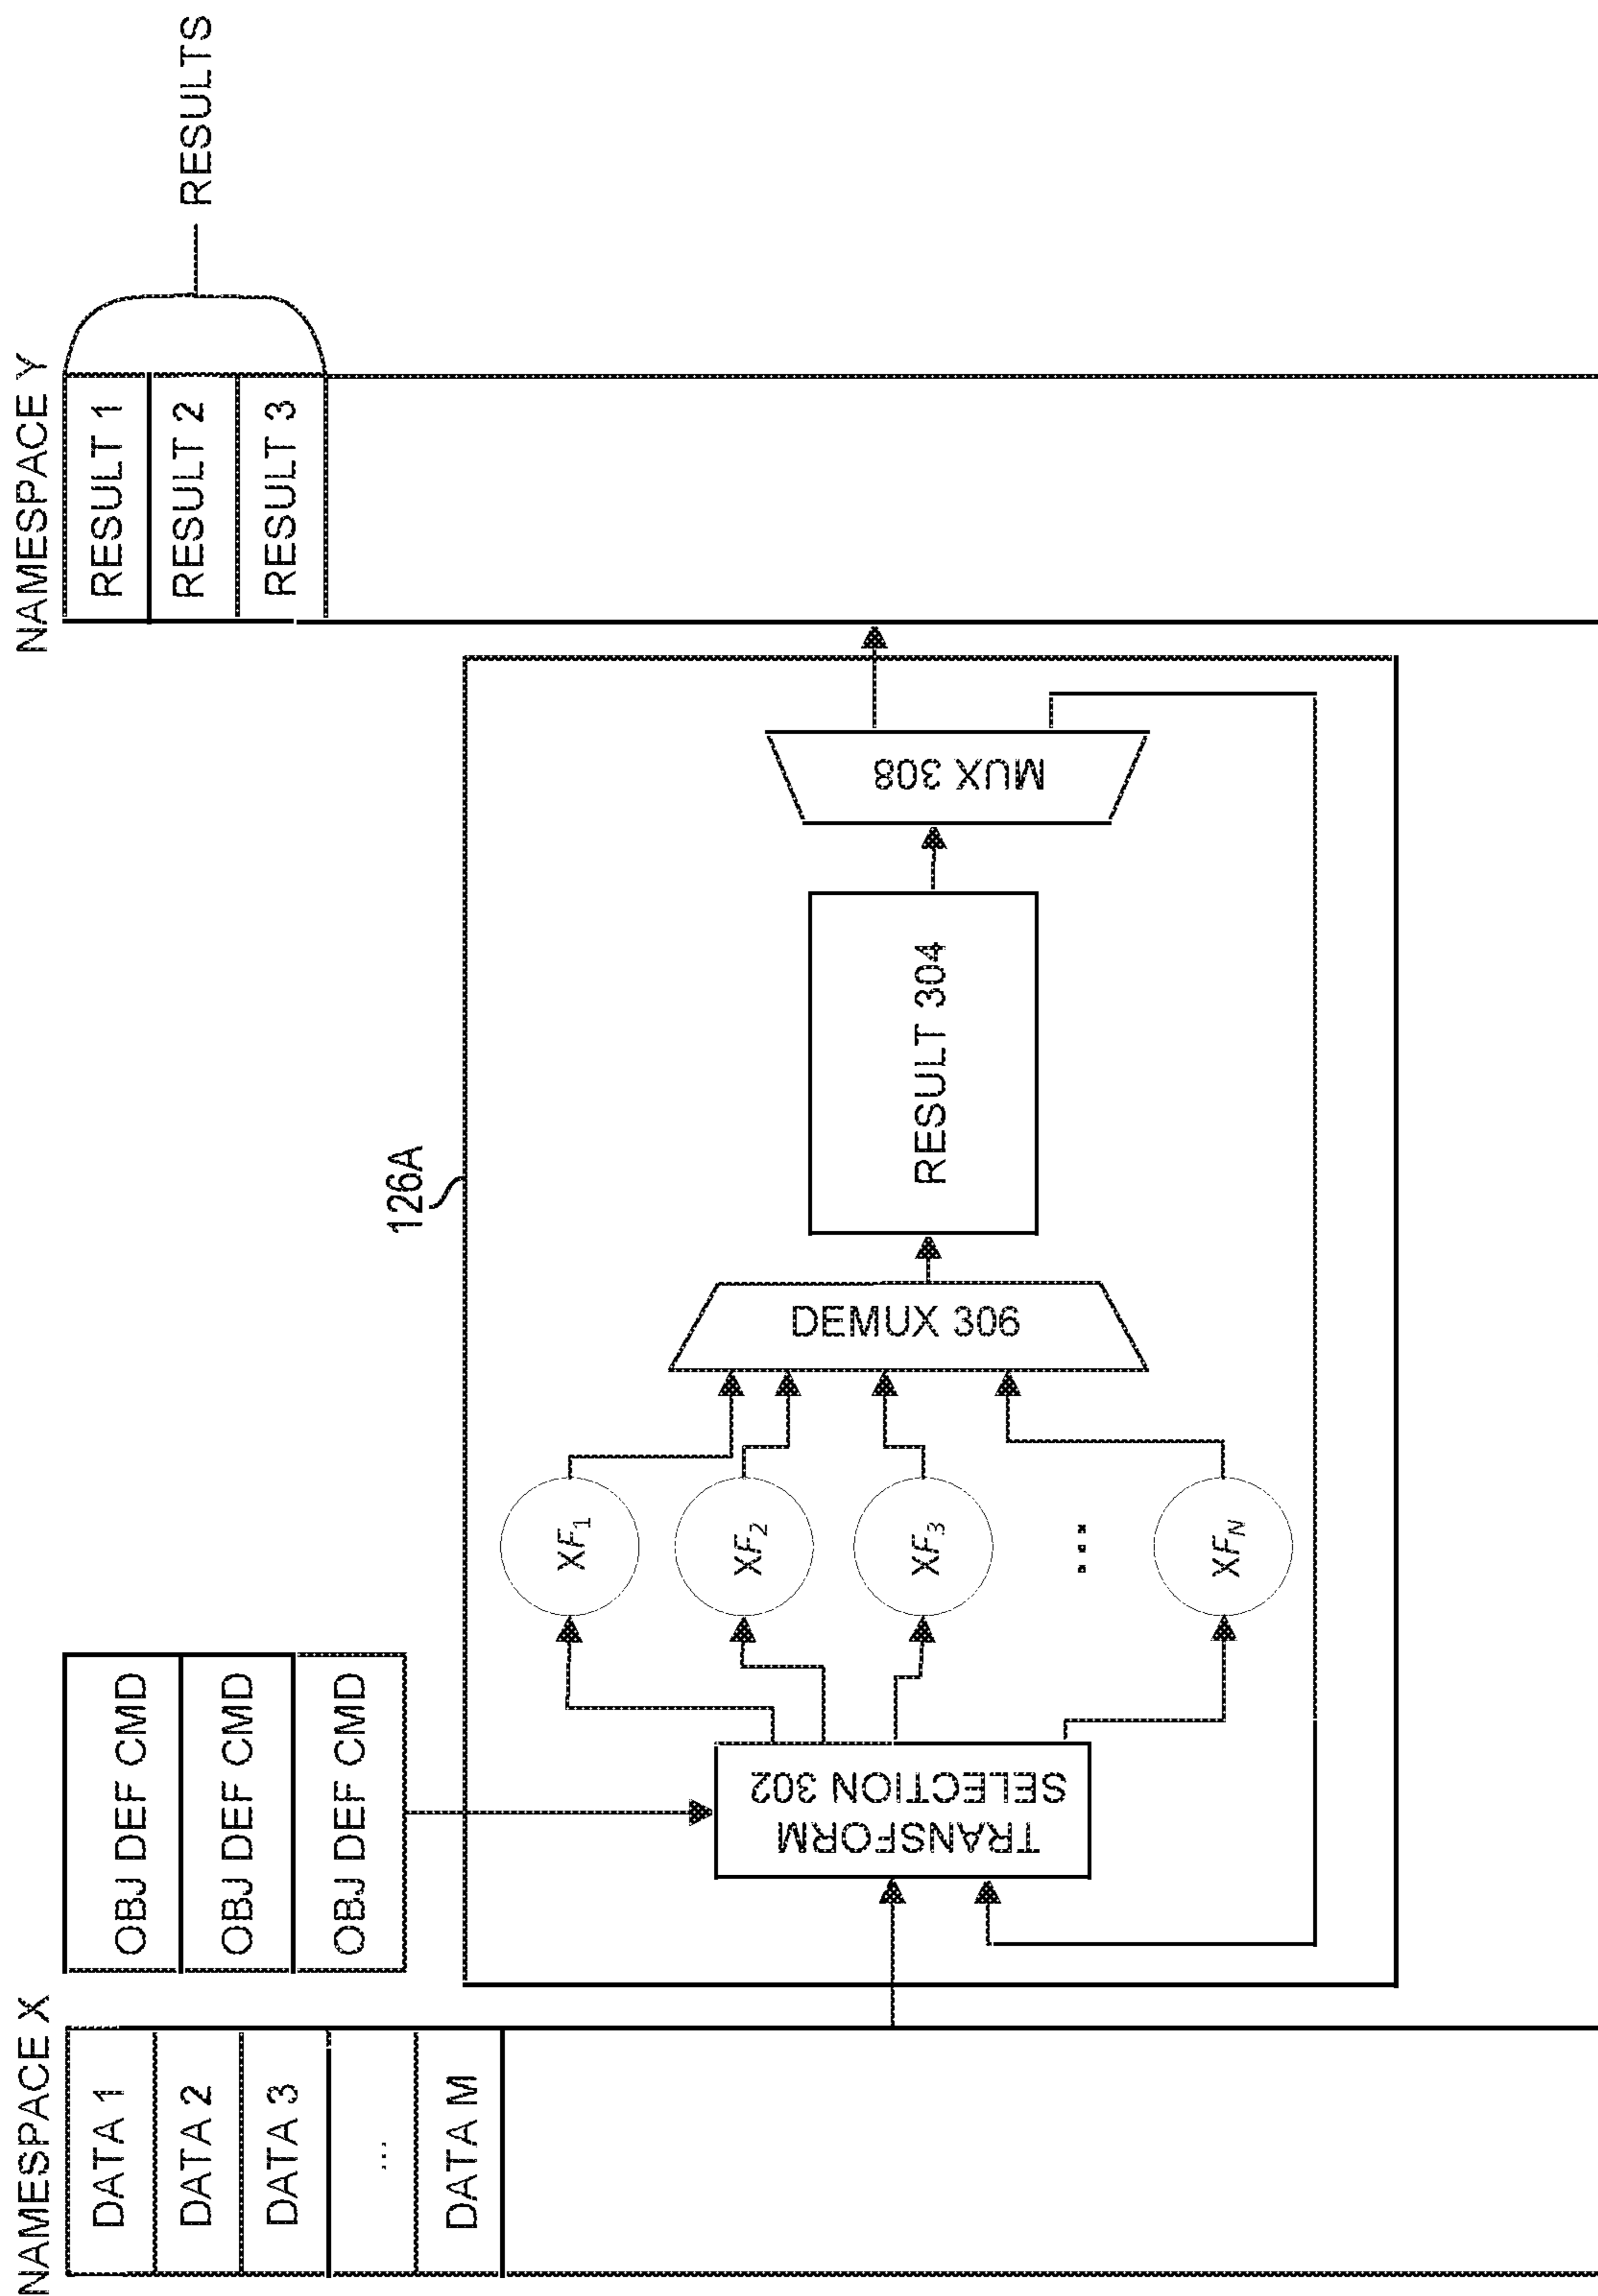 NAMESPACE X
DATA 1
DATA 2
DATA 3
...
DATA M
OBJ DEF CMD
OBJ DEF CMD
OBJ DEF CMD
126A
TRANSFORM
SELECTION 302
XF1
XF2
XF3
...
XFN
DEMUX 306
RESULT 304
MUX 308
NAMESPACE Y
RESULT 1
RESULT 2
RESULT 3
RESULTS